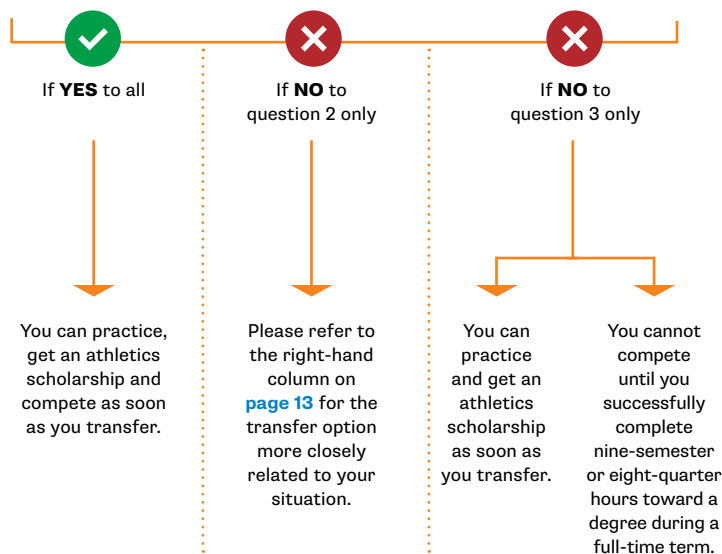 If YES to all
You can practice,
get an athletics
scholarship and
compete as soon
as you transfer.
If NO to
question 2 only
Please refer to
the right-hand
column on
page 13 for the
transfer option
more closely
related to your
situation.
If NO to
question 3 only
You can
practice
and get an
athletics
scholarship
as soon as
you transfer.
You cannot
compete
until you
successfully
complete
nine-semester
or eight-quarter
hours toward a
degree during a
full-time term.